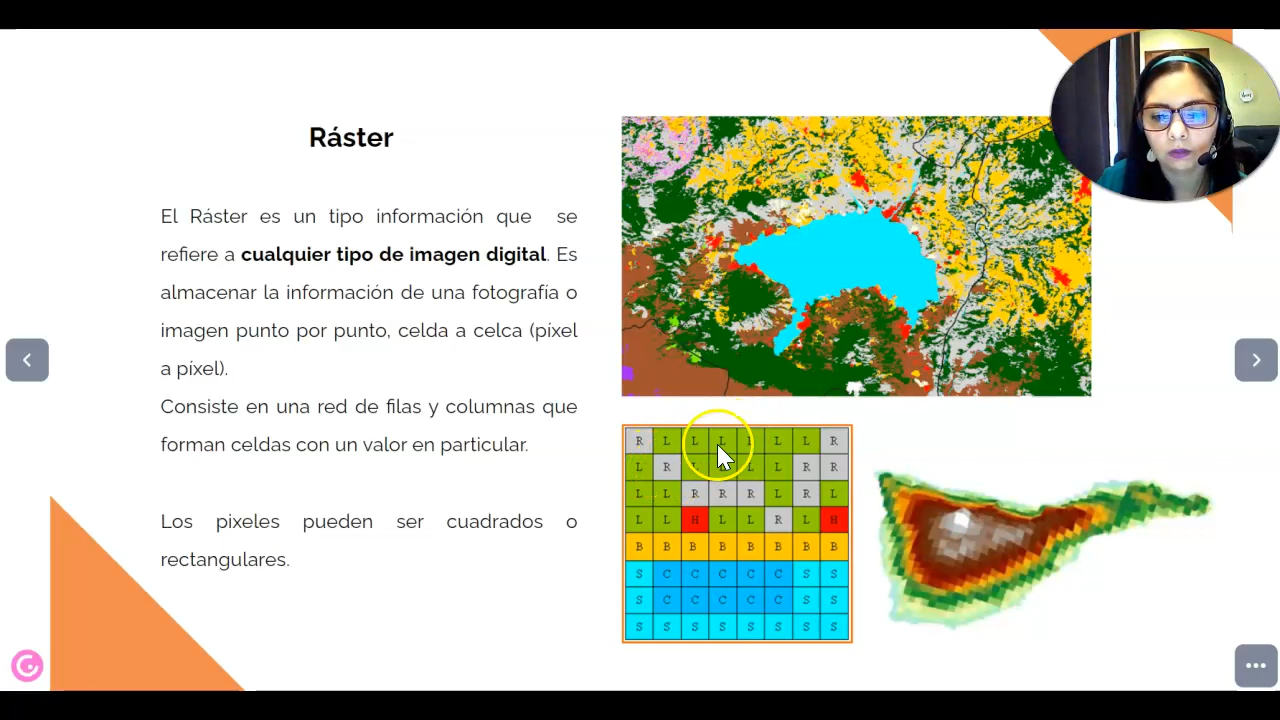 Ráster
El Ráster es un tipo información que se
refiere a cualquier tipo de imagen digital. Es
almacenar la información de una fotografía o
imagen punto por punto, celda a celca (píxel
a píxel).
Consiste en una red de filas y columnas que
forman celdas con un valor en particular.
Los pixeles pueden ser cuadrados o
rectangulares.
R L L L L L L R
L R L L L L R R
L L R R R L R L
L L H L L R L H
B B B B B B B B
S C C C C C S S
S C C C C C S S
S S S S S S S S